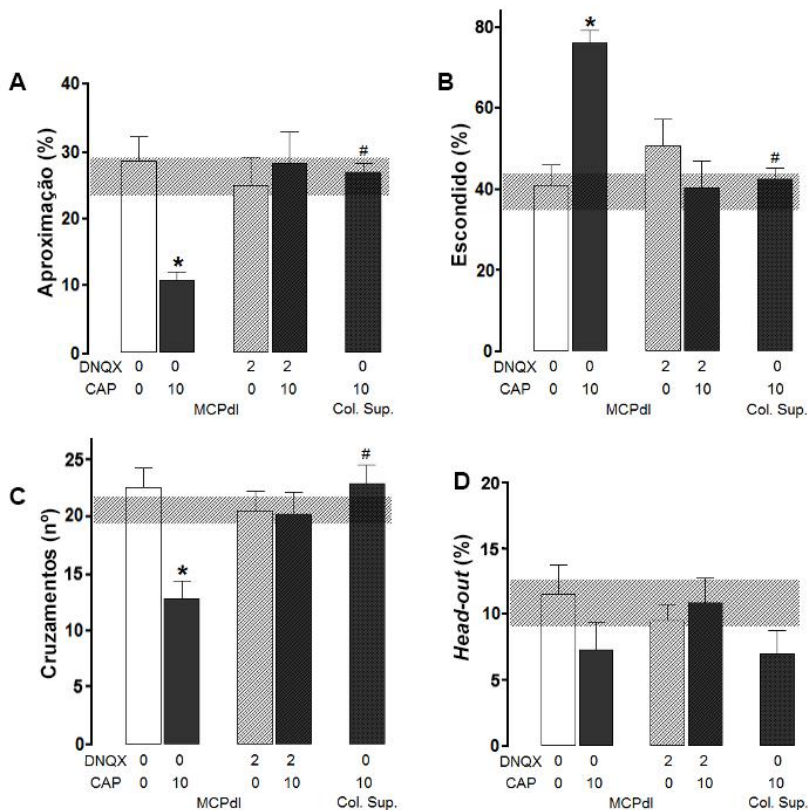 A
Aproximação (%)
40
30
20
10
0
*
#
DNQX 0 0 2 2 0
CAP 0 10 0 10 10
MCPdl Col. Sup.
B
Escondido (%)
80
60
40
20
0
*
#
DNQX 0 0 2 2 0
CAP 0 10 0 10 10
MCPdl Col. Sup.
C
Cruzamentos (nº)
25
20
15
10
5
0
*
#
DNQX 0 0 2 2 0
CAP 0 10 0 10 10
MCPdl Col. Sup.
D
Head-out (%)
20
15
10
5
0
DNQX 0 0 2 2 0
CAP 0 10 0 10 10
MCPdl Col. Sup.